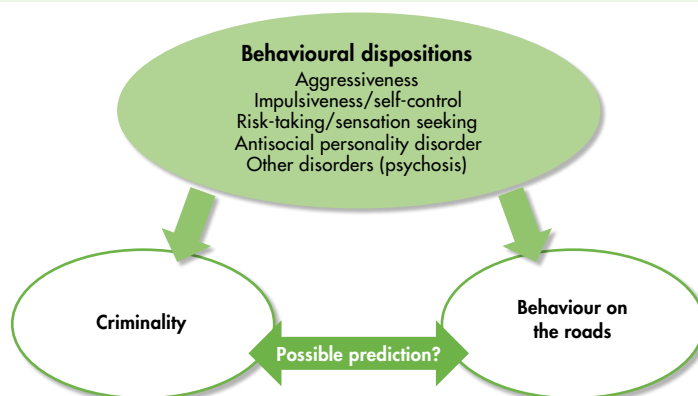 Behavioural dispositions
Aggressiveness
Impulsiveness/self-control
Risk-taking/sensation seeking
Antisocial personality disorder
Other disorders (psychosis)
Criminality
Behaviour on
the roads
Possible prediction?